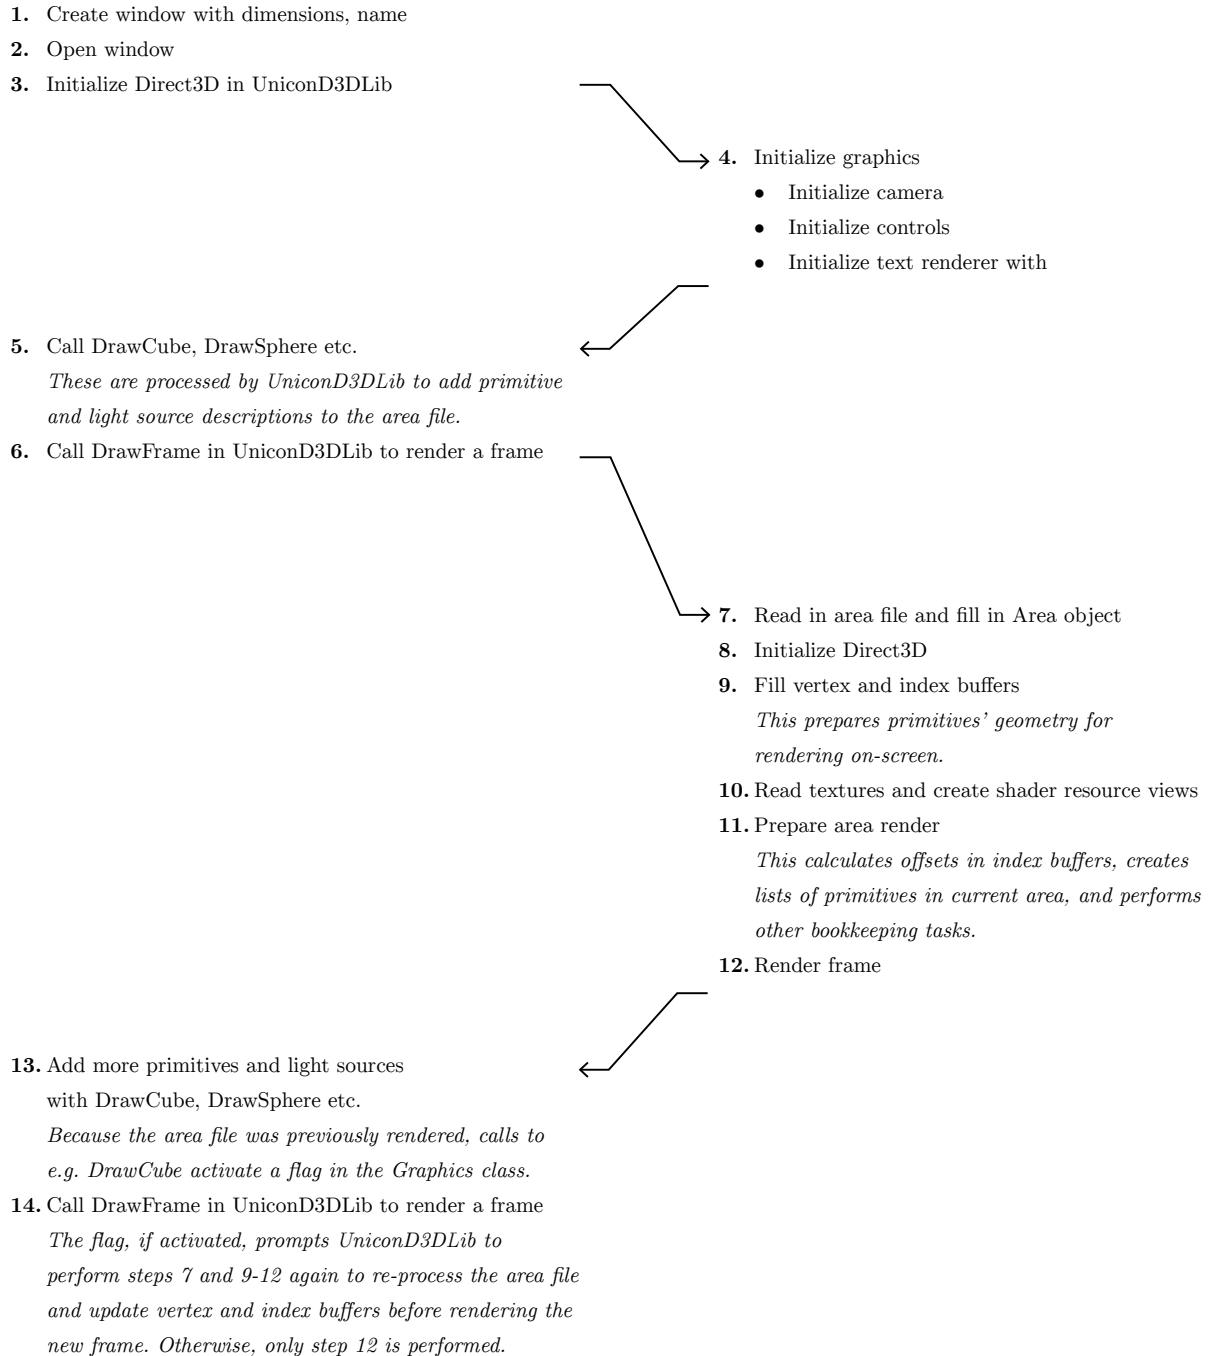 1. Create window with dimensions, name
2. Open window
3. Initialize Direct3D in UniconD3DLib
4. Initialize graphics
• Initialize camera
• Initialize controls
• Initialize text renderer with
5. Call DrawCube, DrawSphere etc.
These are processed by UniconD3DLib to add primitive
and light source descriptions to the area file.
6. Call DrawFrame in UniconD3DLib to render a frame
7. Read in area file and fill in Area object
8. Initialize Direct3D
9. Fill vertex and index buffers
This prepares primitives' geometry for
rendering on-screen.
10. Read textures and create shader resource views
11. Prepare area render
This calculates offsets in index buffers, creates
lists of primitives in current area, and performs
other bookkeeping tasks.
12. Render frame
13. Add more primitives and light sources
with DrawCube, DrawSphere etc.
Because the area file was previously rendered, calls to
e.g. DrawCube activate a flag in the Graphics class.
14. Call DrawFrame in UniconD3DLib to render a frame
The flag, if activated, prompts UniconD3DLib to
perform steps 7 and 9-12 again to re-process the area file
and update vertex and index buffers before rendering the
new frame. Otherwise, only step 12 is performed.